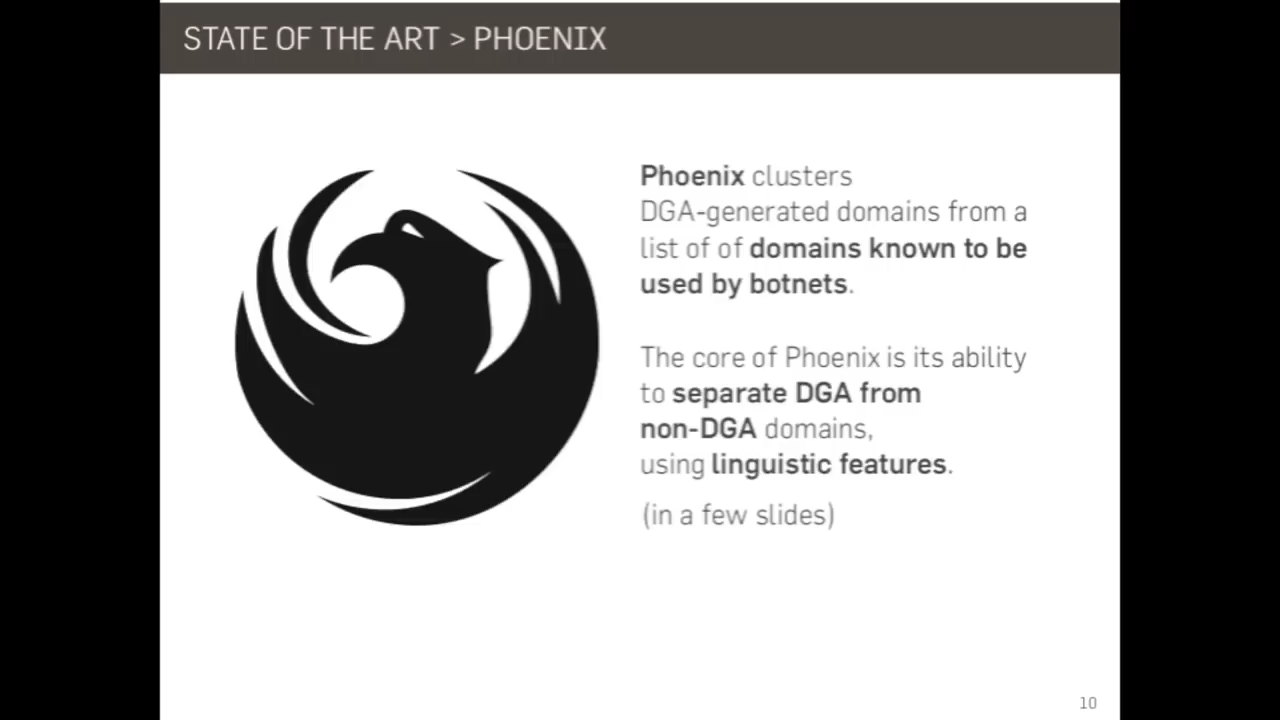 STATE OF THE ART > PHOENIX
Phoenix clusters
DGA-generated domains from a
list of of domains known to be
used by botnets.
The core of Phoenix is its ability
to separate DGA from
non-DGA domains,
using linguistic features.
(in a few slides)
10